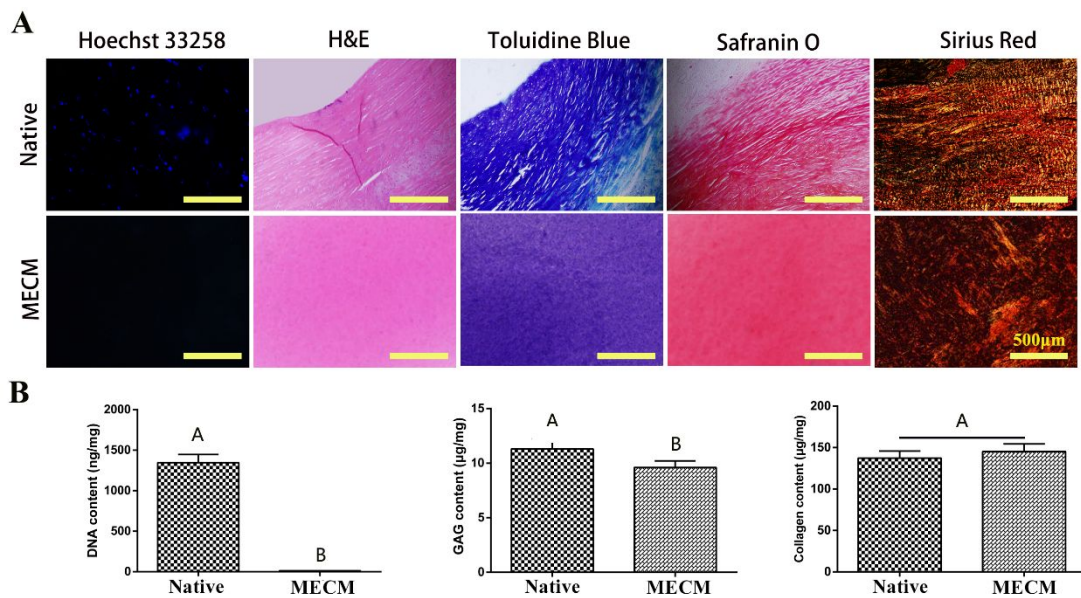 A
Hoechst 33258 H&E Toluidine Blue Safranin O Sirius Red
Native
MECM
500μm
B
DNA content (ng/mg)
2000
1500
1000
500
0
A
B
Native MECM
GAG content (μg/mg)
15
10
5
0
A
B
Native MECM
Collagen content (μg/mg)
200
150
100
50
0
A
Native MECM